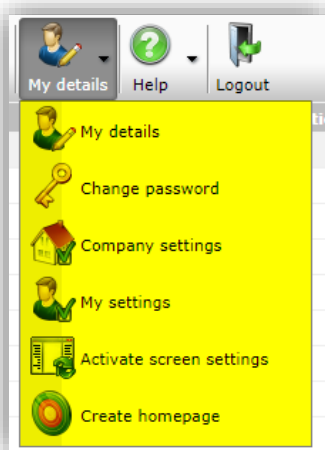 My details
Help
Logout
My details
Change password
Company settings
My settings
Activate screen settings
Create homepage